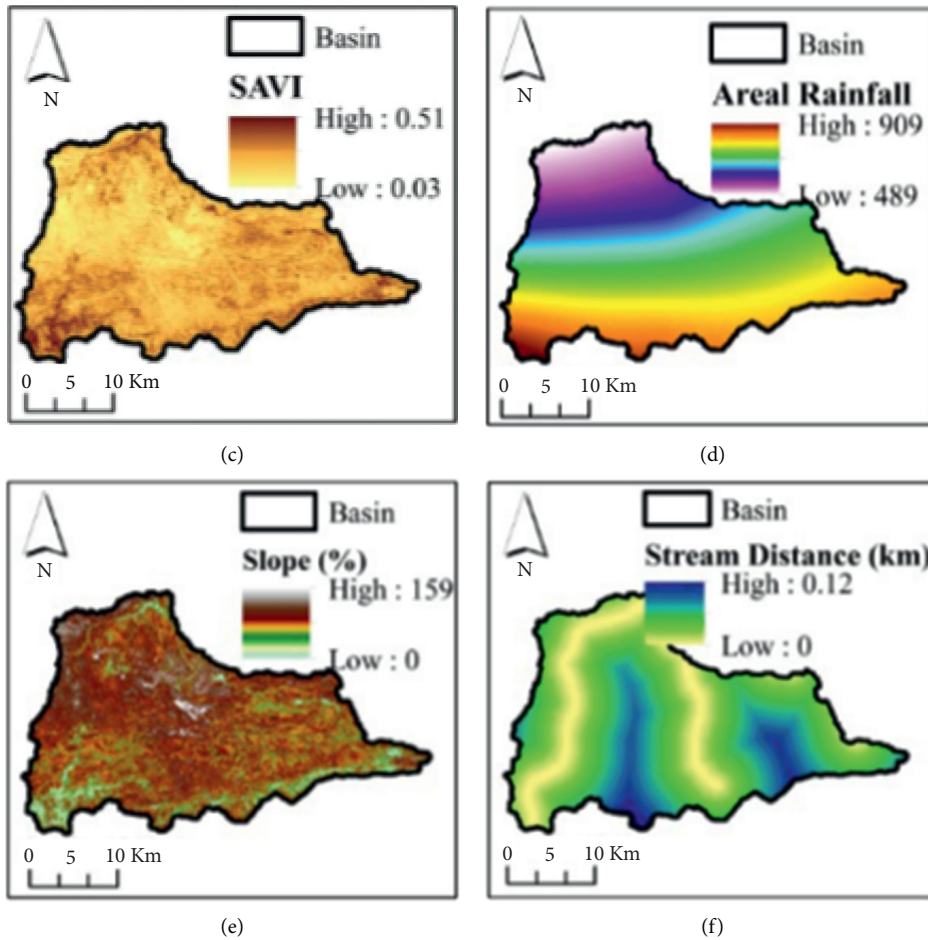 Basin
N
SAVI
High : 0.51
Low : 0.03
0 5 10 Km
(c)
Basin
N
Areal Rainfall
High : 909
Low : 489
0 5 10 Km
(d)
Basin
N
Slope (%)
High : 159
Low : 0
0 5 10 Km
(e)
Basin
N
Stream Distance (km)
High : 0.12
Low : 0
0 5 10 Km
(f)